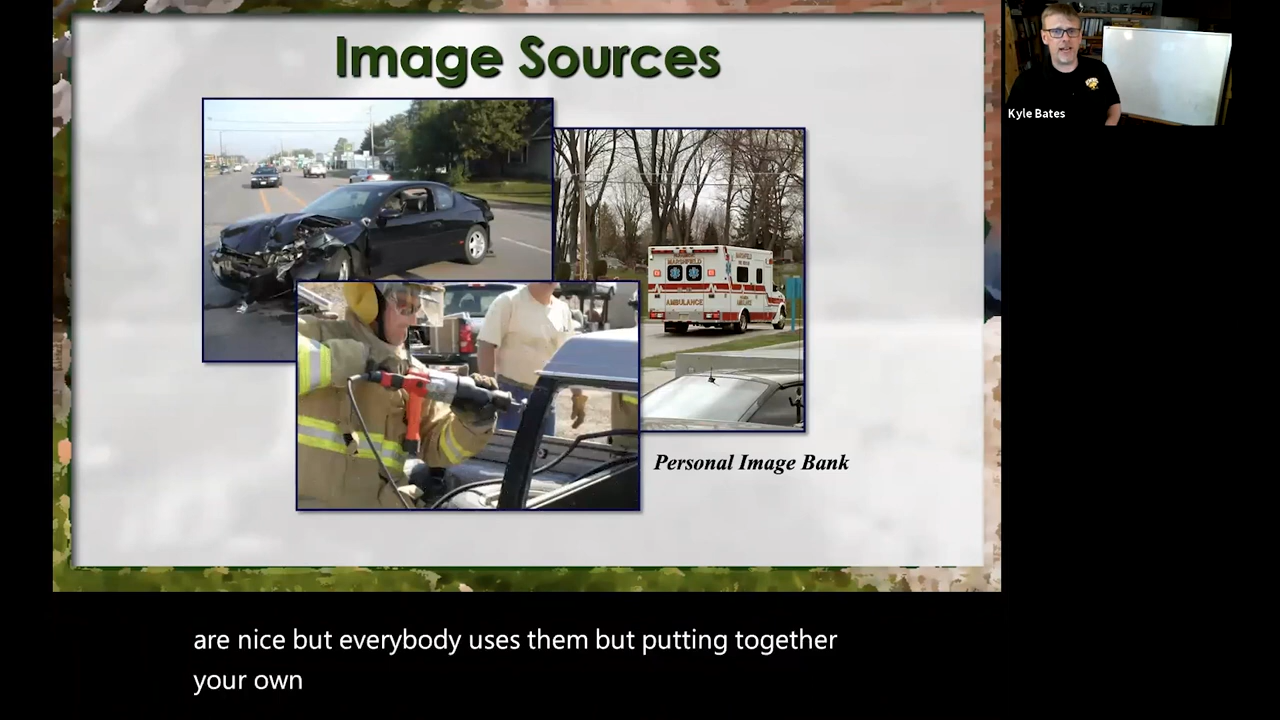 Image Sources
Kyle Bates
MARSHFIELD
AMBULANCE
Personal Image Bank
are nice but everybody uses them but putting together
your own